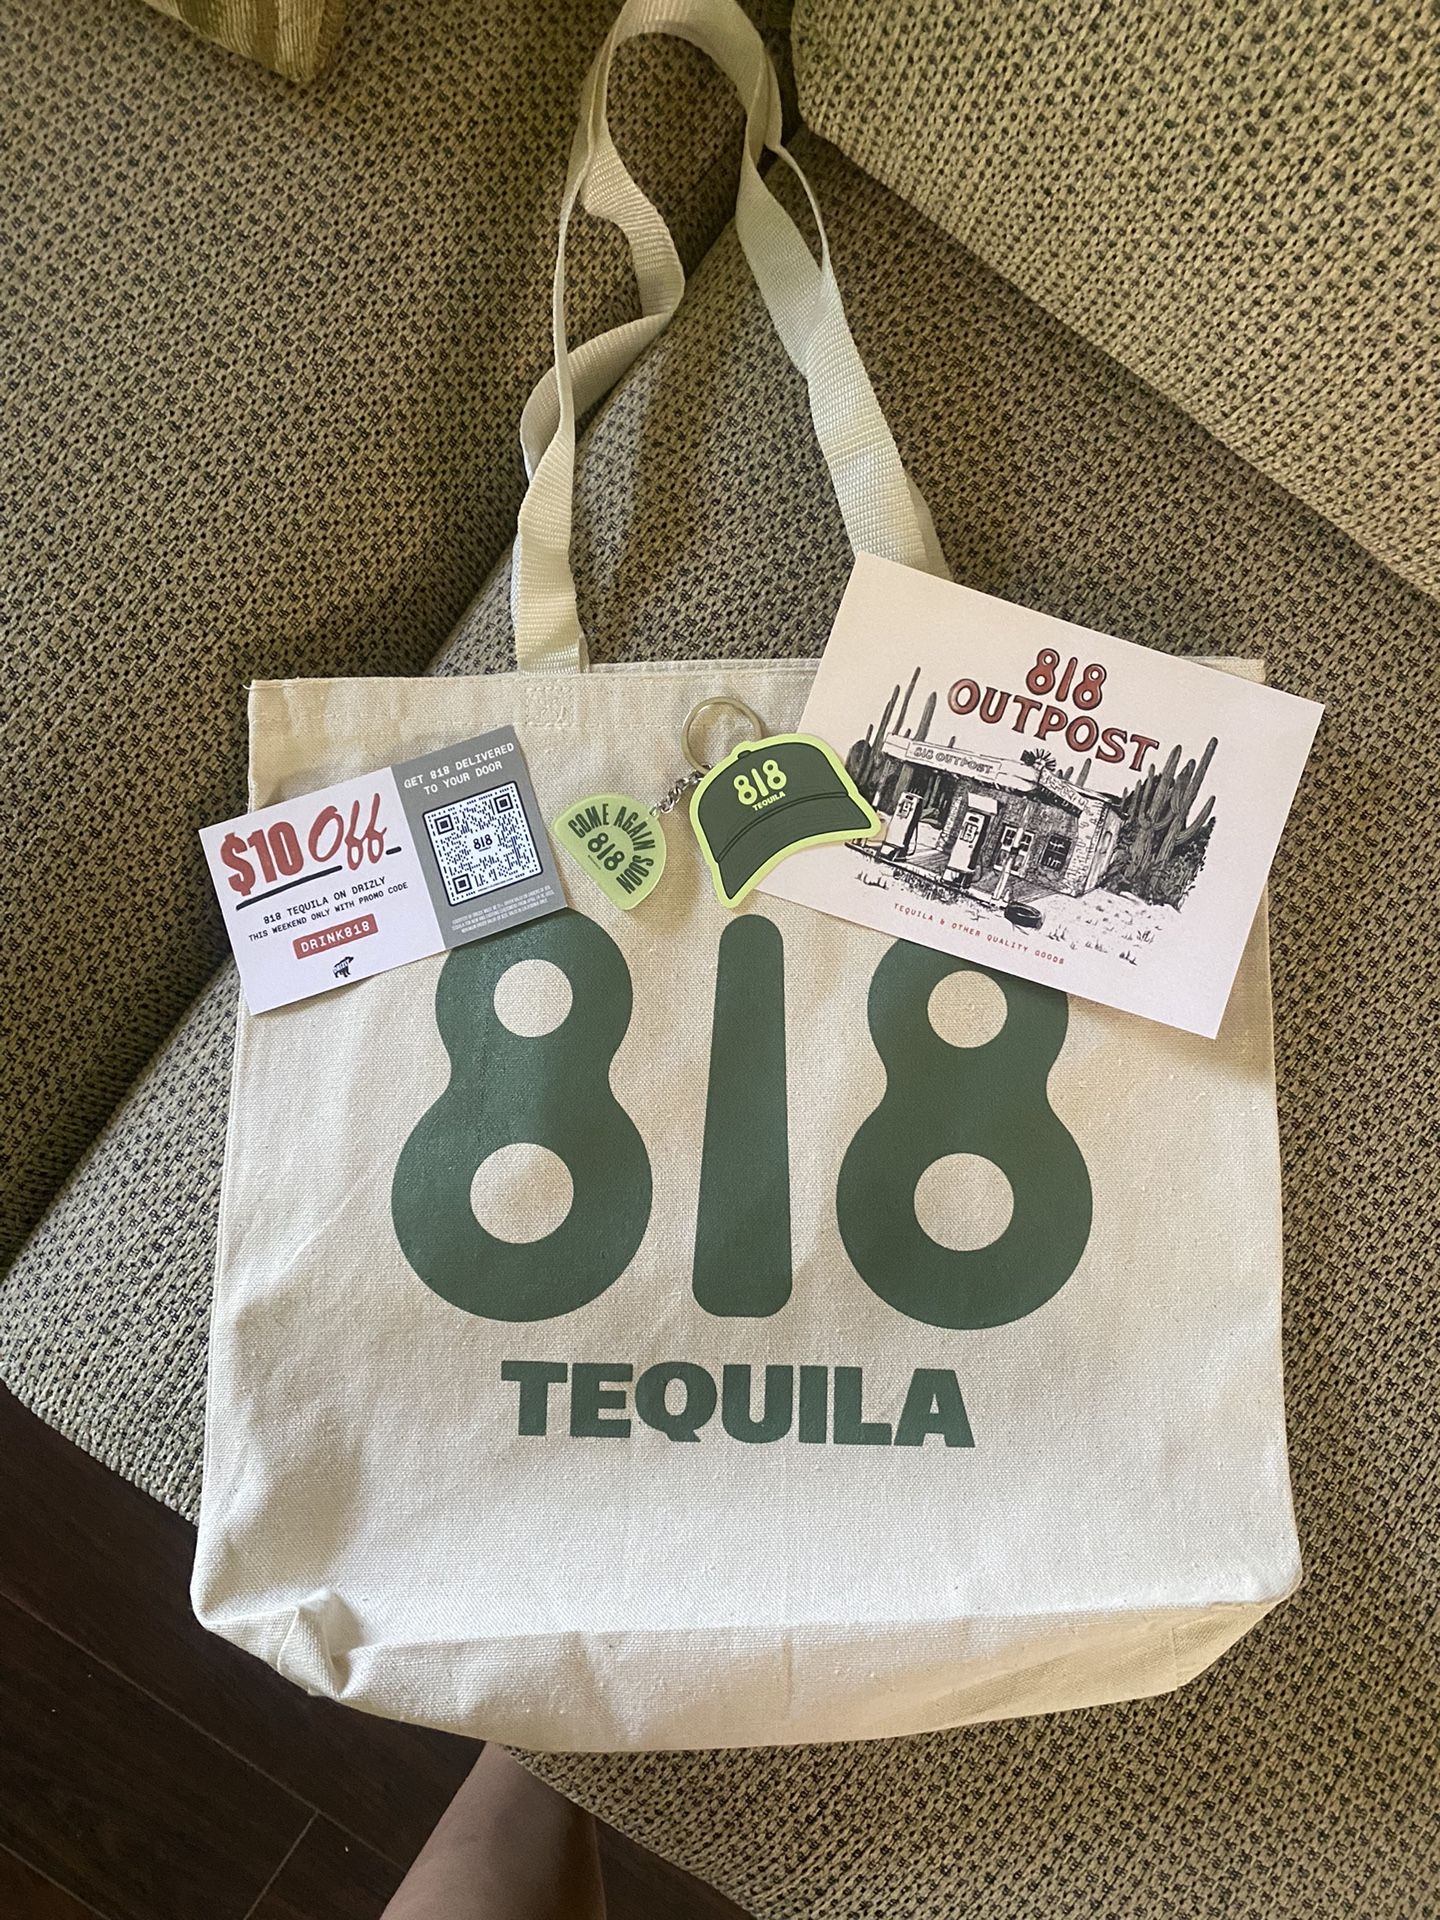 818
OUTPOST
818 OUTPOST
TEQUILA & OTHER QUALITY GOODS
$10 Off
818 TEQUILA ON DRIZLY
THIS WEEKEND ONLY WITH PROMO CODE
DRINK818
GET 818 DELIVERED
TO YOUR DOOR
818
COME AGAIN SOON
818
818
TEQUILA
818
TEQUILA